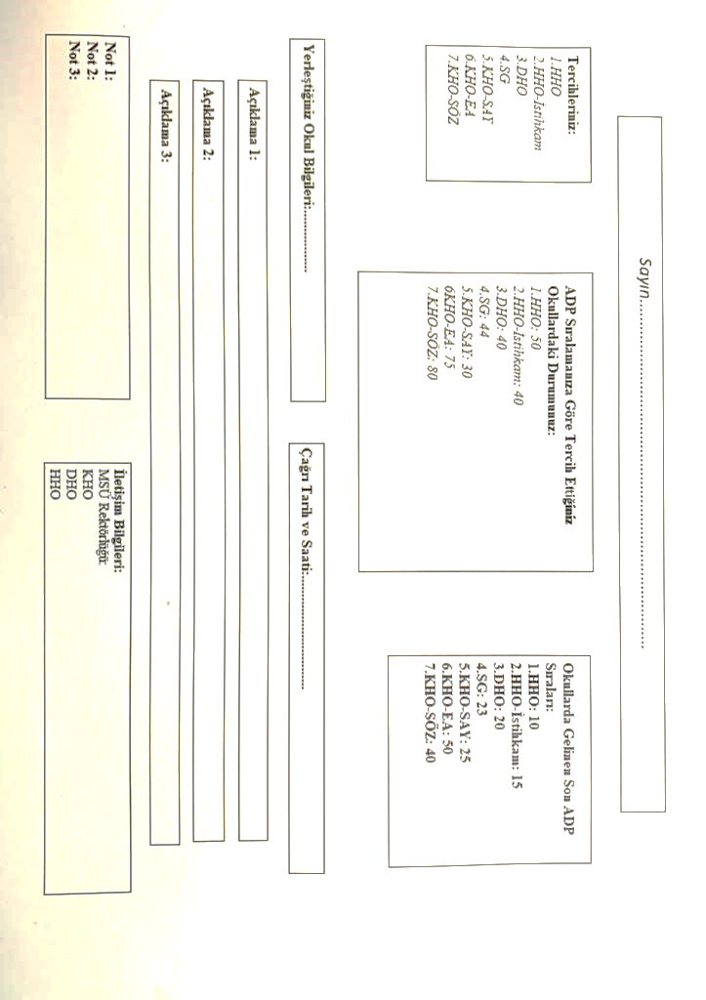 Sayın................................................................
Tercihleriniz:
1.HHO
2.HHO-İstihkam
3.DHO
4.SG
5.KHO-SAY
6.KHO-EA
7.KHO-SÖZ
ADP Sıralamanıza Göre Tercih Ettiğiniz
Okullardaki Durumunuz:
1.HHO: 50
2.HHO-İstihkam: 40
3.DHO: 40
4.SG: 44
5.KHO-SAY: 30
6KHO-EA: 75
7.KHO-SÖZ: 80
Okullarda Gelinen Son ADP
Sıraları:
1.HHO: 10
2.HHO-İstihkam: 15
3.DHO: 20
4.SG: 23
5.KHO-SAY: 25
6.KHO-EA: 50
7.KHO-SÖZ: 40
Yerleştiğiniz Okul Bilgileri:................
Çağrı Tarih ve Saati:..............................
Açıklama 1:
Açıklama 2:
Açıklama 3:
Not 1:
Not 2:
Not 3:
İletişim Bilgileri:
MSÜ Rektörlüğü:
KHO
DHO
HHO